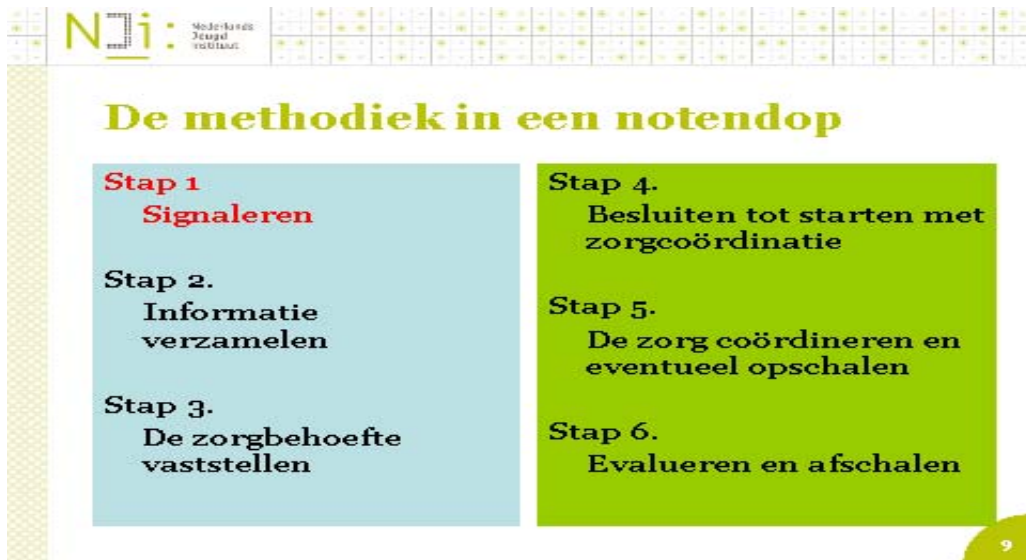 NJi:
Nederlands
Jeugd
instituut
De methodiek in een notendop
Stap 1
Signaleren
Stap 2.
Informatie
verzamelen
Stap 3.
De zorgbehoefte
vaststellen
Stap 4.
Besluiten tot starten met
zorgcoördinatie
Stap 5.
De zorg coördineren en
eventueel opschalen
Stap 6.
Evalueren en afschalen
9